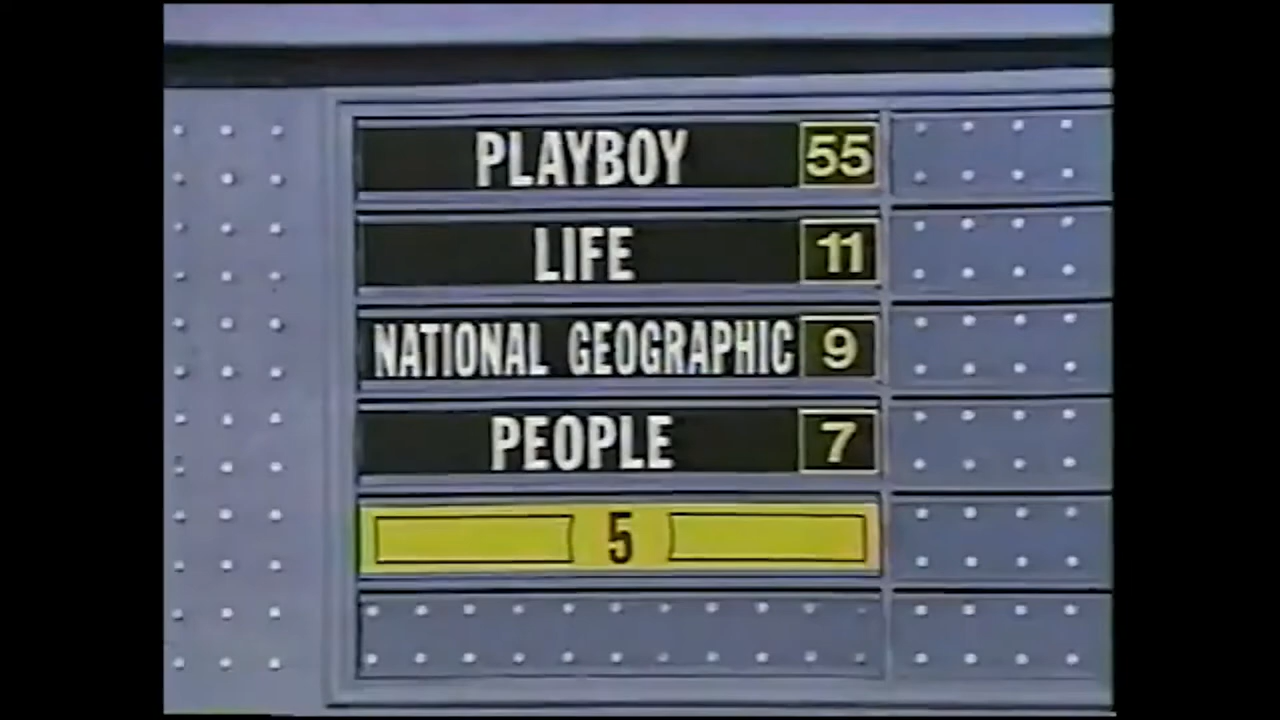 PLAYBOY 55
LIFE 11
NATIONAL GEOGRAPHIC 9
PEOPLE 7
5